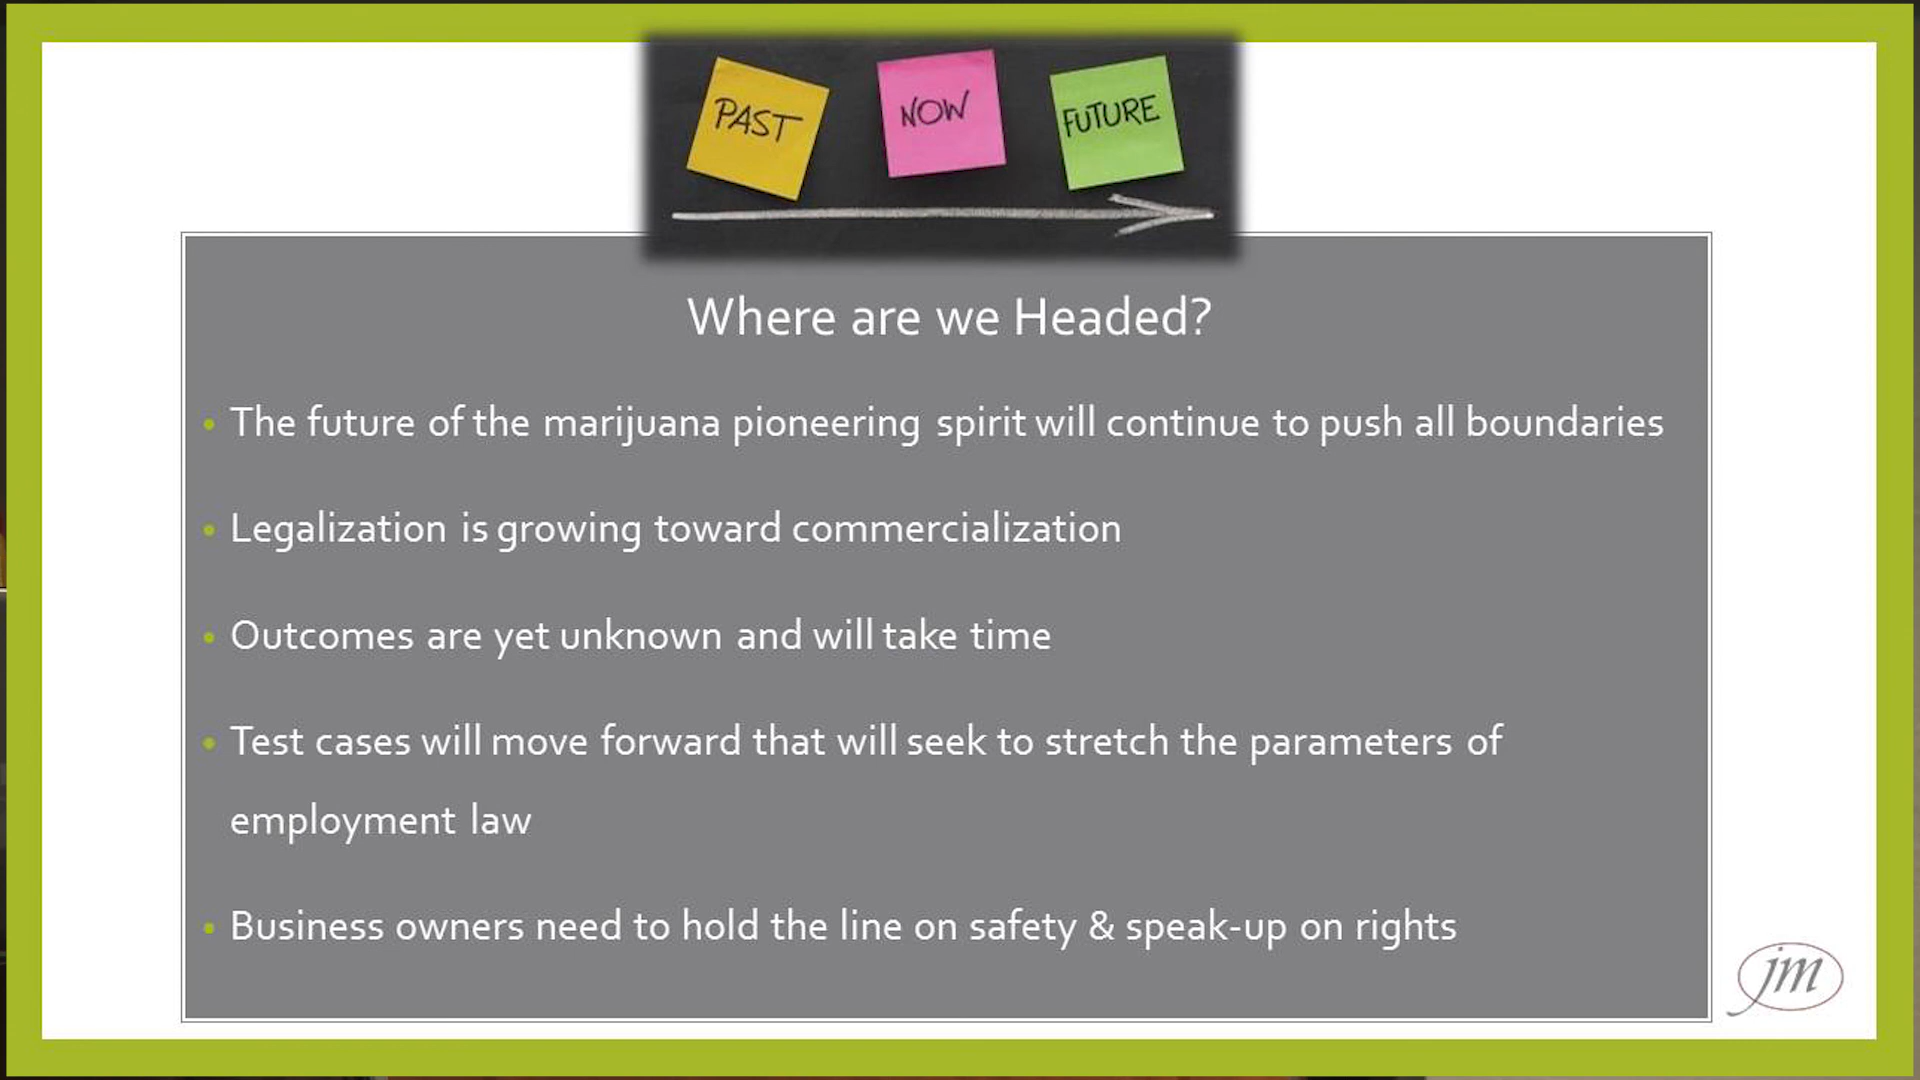 PAST
NOW
FUTURE
Where are we Headed?
• The future of the marijuana pioneering spirit will continue to push all boundaries
• Legalization is growing toward commercialization
• Outcomes are yet unknown and will take time
• Test cases will move forward that will seek to stretch the parameters of
employment law
• Business owners need to hold the line on safety & speak-up on rights
jm